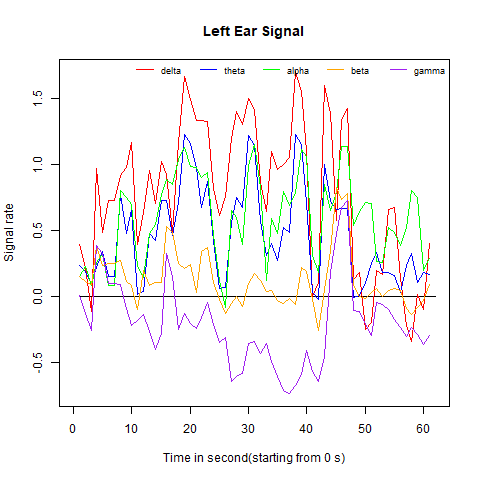 Left Ear Signal
delta theta alpha beta gamma
1.5
1.0
0.5
0.0
-0.5
Signal rate
0 10 20 30 40 50 60
Time in second(starting from 0 s)